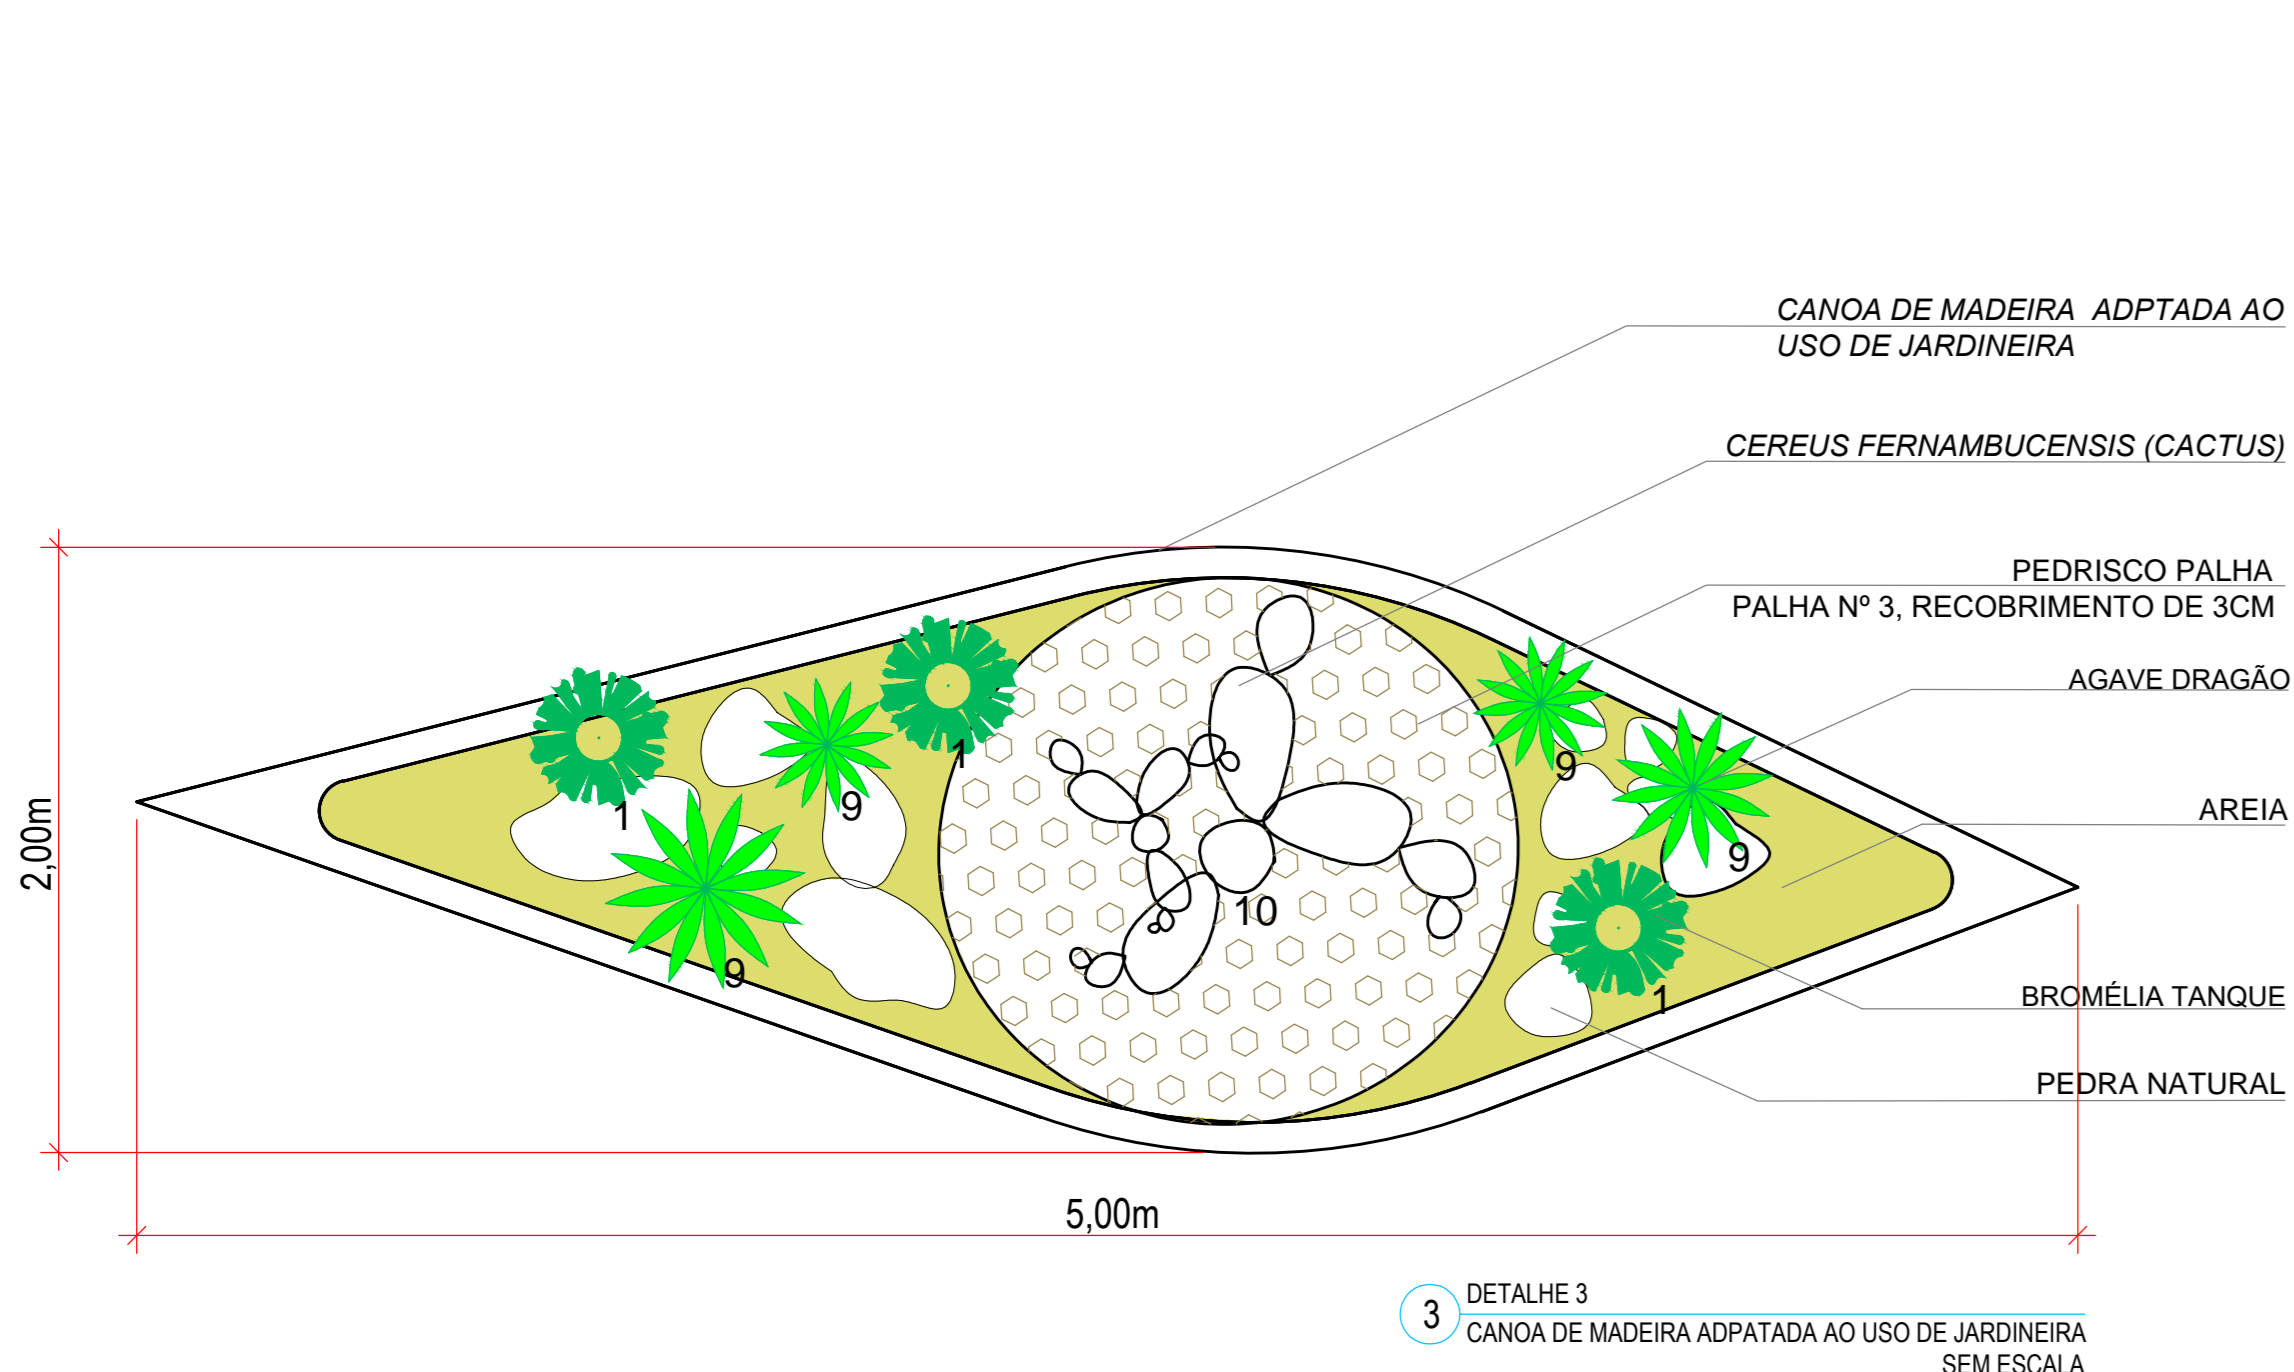 CANOA DE MADEIRA  ADPTADA AO
USO DE JARDINEIRA
CEREUS FERNAMBUCENSIS (CACTUS)
PEDRISCO PALHA
PALHA Nº 3, RECOBRIMENTO DE 3CM
AGAVE DRAGÃO
AREIA
BROMÉLIA TANQUE
PEDRA NATURAL
1
1
9
9
9
9
1
10
2,00m
5,00m
3
DETALHE 3
CANOA DE MADEIRA ADPATADA AO USO DE JARDINEIRA
SEM ESCALA